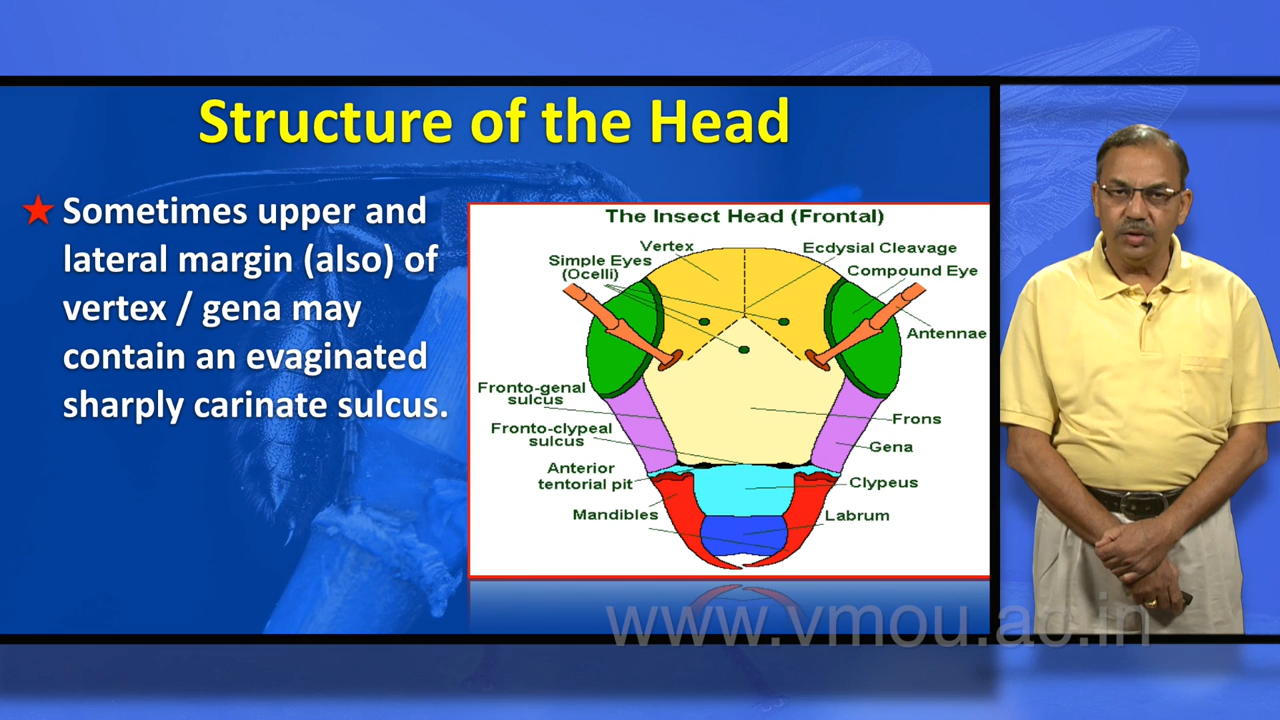 Structure of the Head
★ Sometimes upper and
lateral margin (also) of
vertex / gena may
contain an evaginated
sharply carinate sulcus.
The Insect Head (Frontal)
Vertex
Ecdysial Cleavage
Simple Eyes
(Ocelli)
Compound Eye
Antennae
Fronto-genal
sulcus
Frons
Fronto-clypeal
sulcus
Gena
Anterior
tentorial pit
Clypeus
Mandibles
Labrum
www.vmou.ac.in